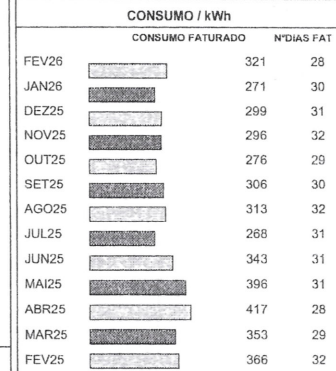 CONSUMO / kWh
CONSUMO FATURADO N°DIAS FAT
FEV26 321 28
JAN26 271 30
DEZ25 299 31
NOV25 296 32
OUT25 276 29
SET25 306 30
AGO25 313 32
JUL25 268 31
JUN25 343 31
MAI25 396 31
ABR25 417 28
MAR25 353 29
FEV25 366 32